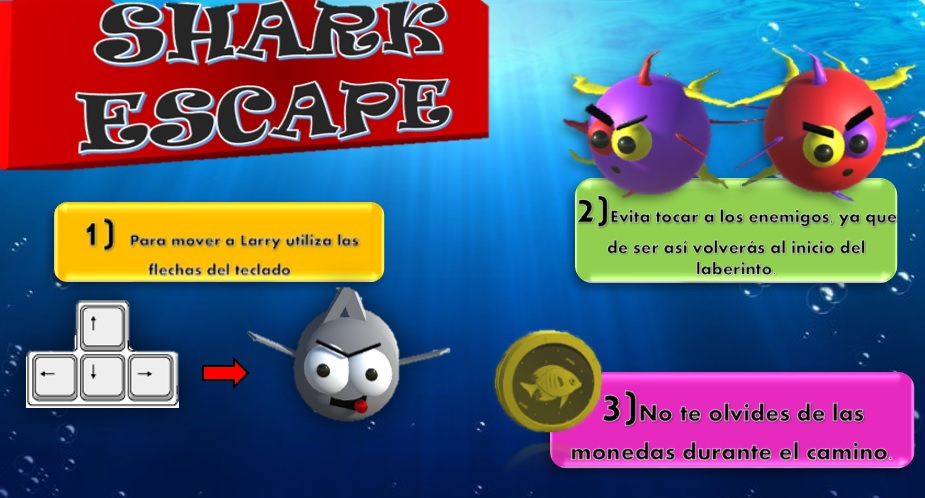 SHARK
ESCAPE
1) Para mover a Larry utiliza las
flechas del teclado
2) Evita tocar a los enemigos, ya que
de ser así volverás al inicio del
laberinto.
↑
← ↓ →
3) No te olvides de las
monedas durante el camino.